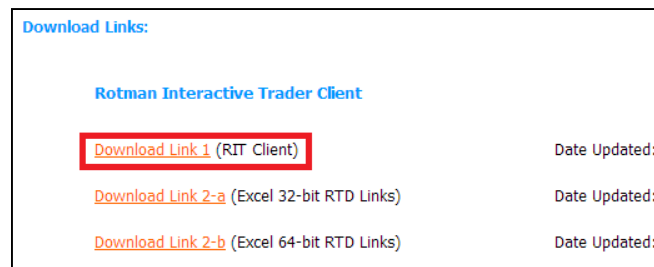 Download Links:
Rotman Interactive Trader Client
Download Link 1 (RIT Client) Date Updated:
Download Link 2-a (Excel 32-bit RTD Links) Date Updated:
Download Link 2-b (Excel 64-bit RTD Links) Date Updated: